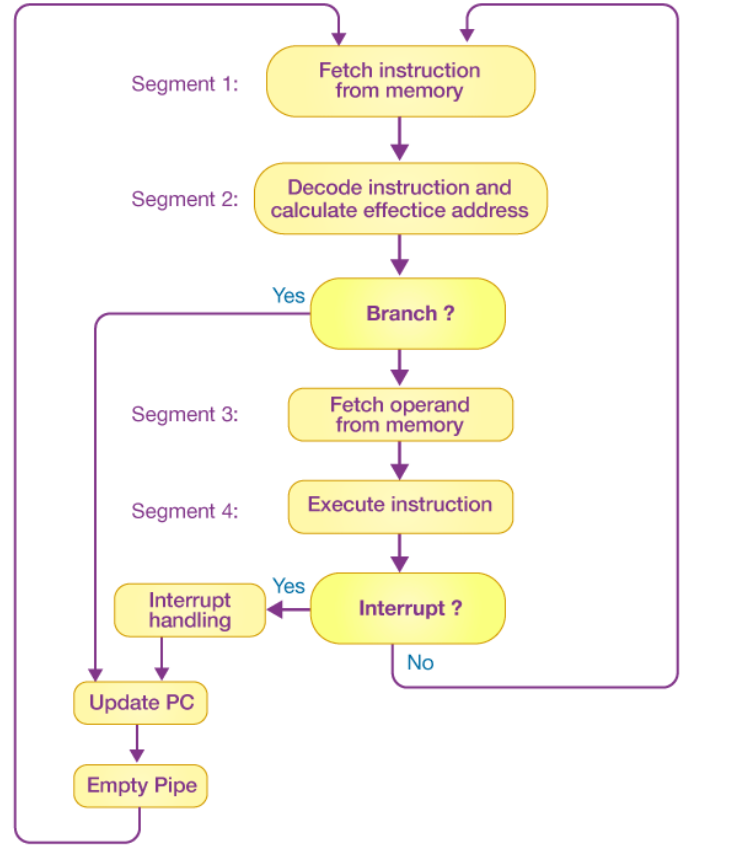 Segment 1:
Fetch instruction
from memory
Segment 2:
Decode instruction and
calculate effectice address
Yes
Branch ?
Segment 3:
Fetch operand
from memory
Segment 4:
Execute instruction
Interrupt
handling
Yes
Interrupt ?
No
Update PC
Empty Pipe